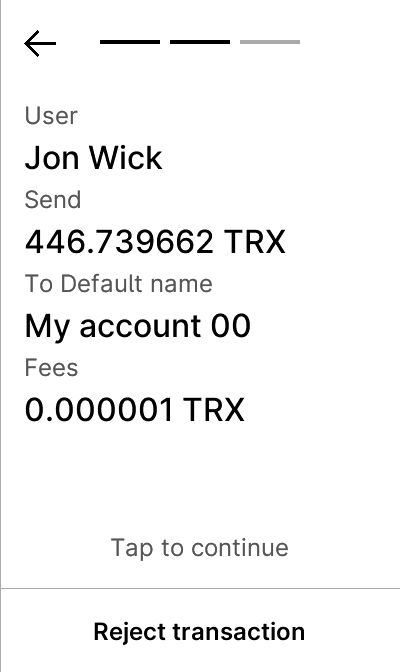 User
Jon Wick
Send
446.739662 TRX
To Default name
My account 00
Fees
0.000001 TRX
Tap to continue
Reject transaction